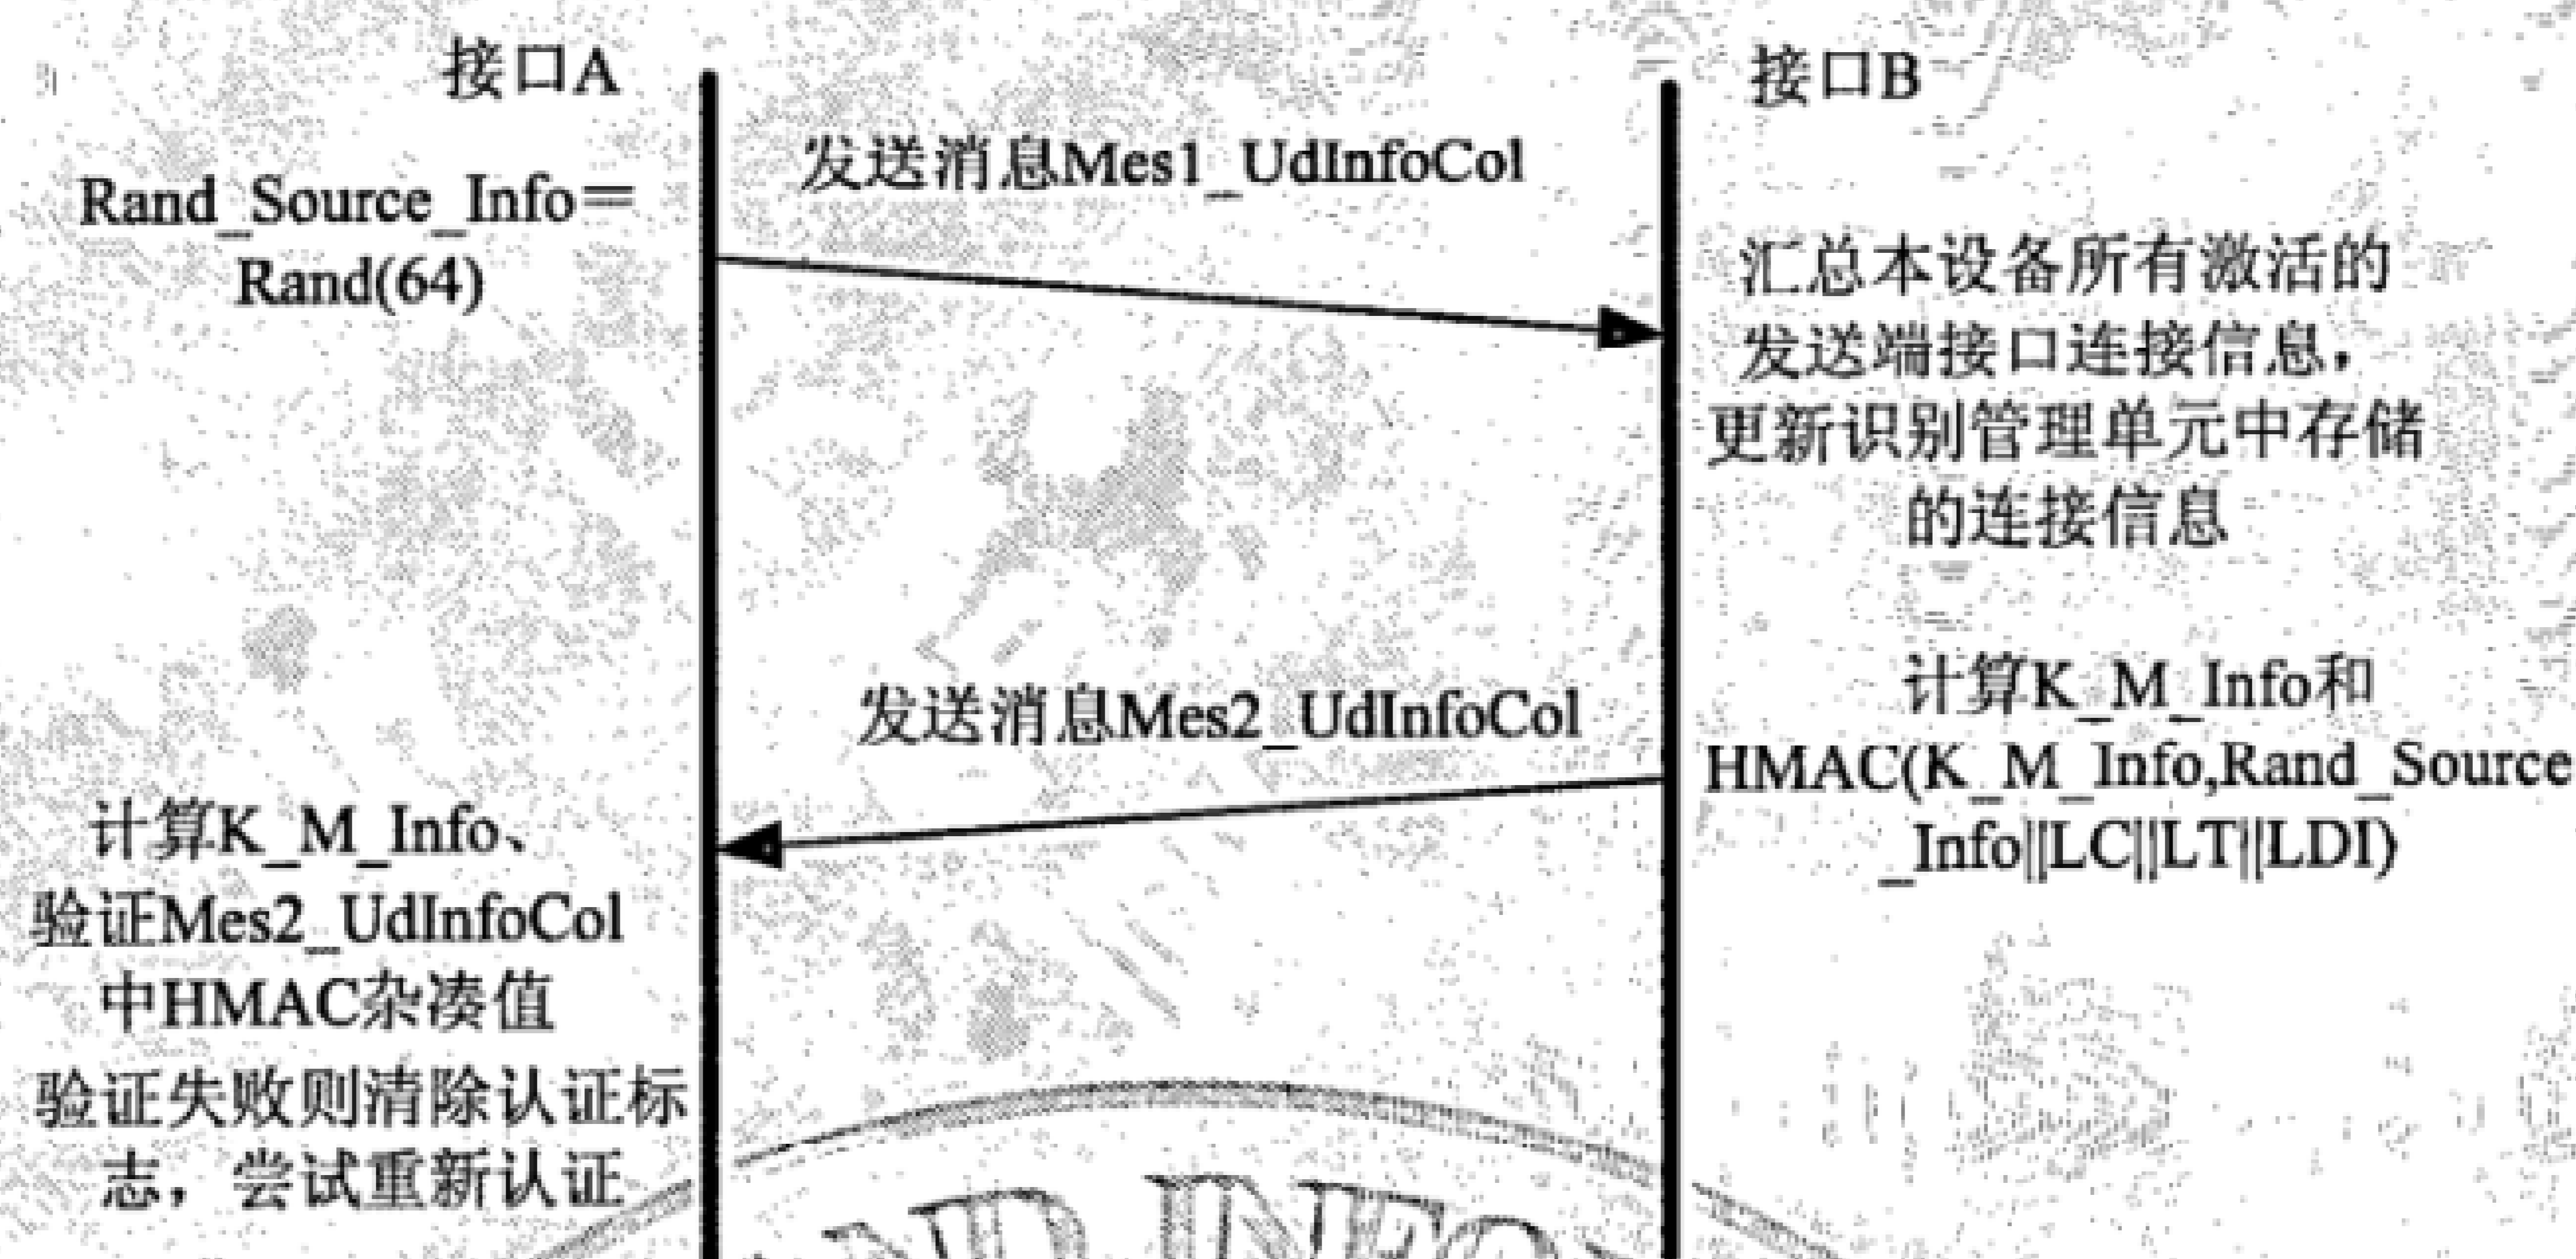 接口A
接口B
发送消息Mes1_UdInfoCol
Rand_Source_Info=
Rand(64)
汇总本设备所有激活的
发送端接口连接信息，
更新识别管理单元中存储
的连接信息
计算K_M_Info和
HMAC(K_M_Info,Rand_Source
_Info||LC||LT||LDI)
发送消息Mes2_UdInfoCol
计算K_M_Info、
验证Mes2_UdInfoCol
中HMAC杂凑值
验证失败则清除认证标
志，尝试重新认证